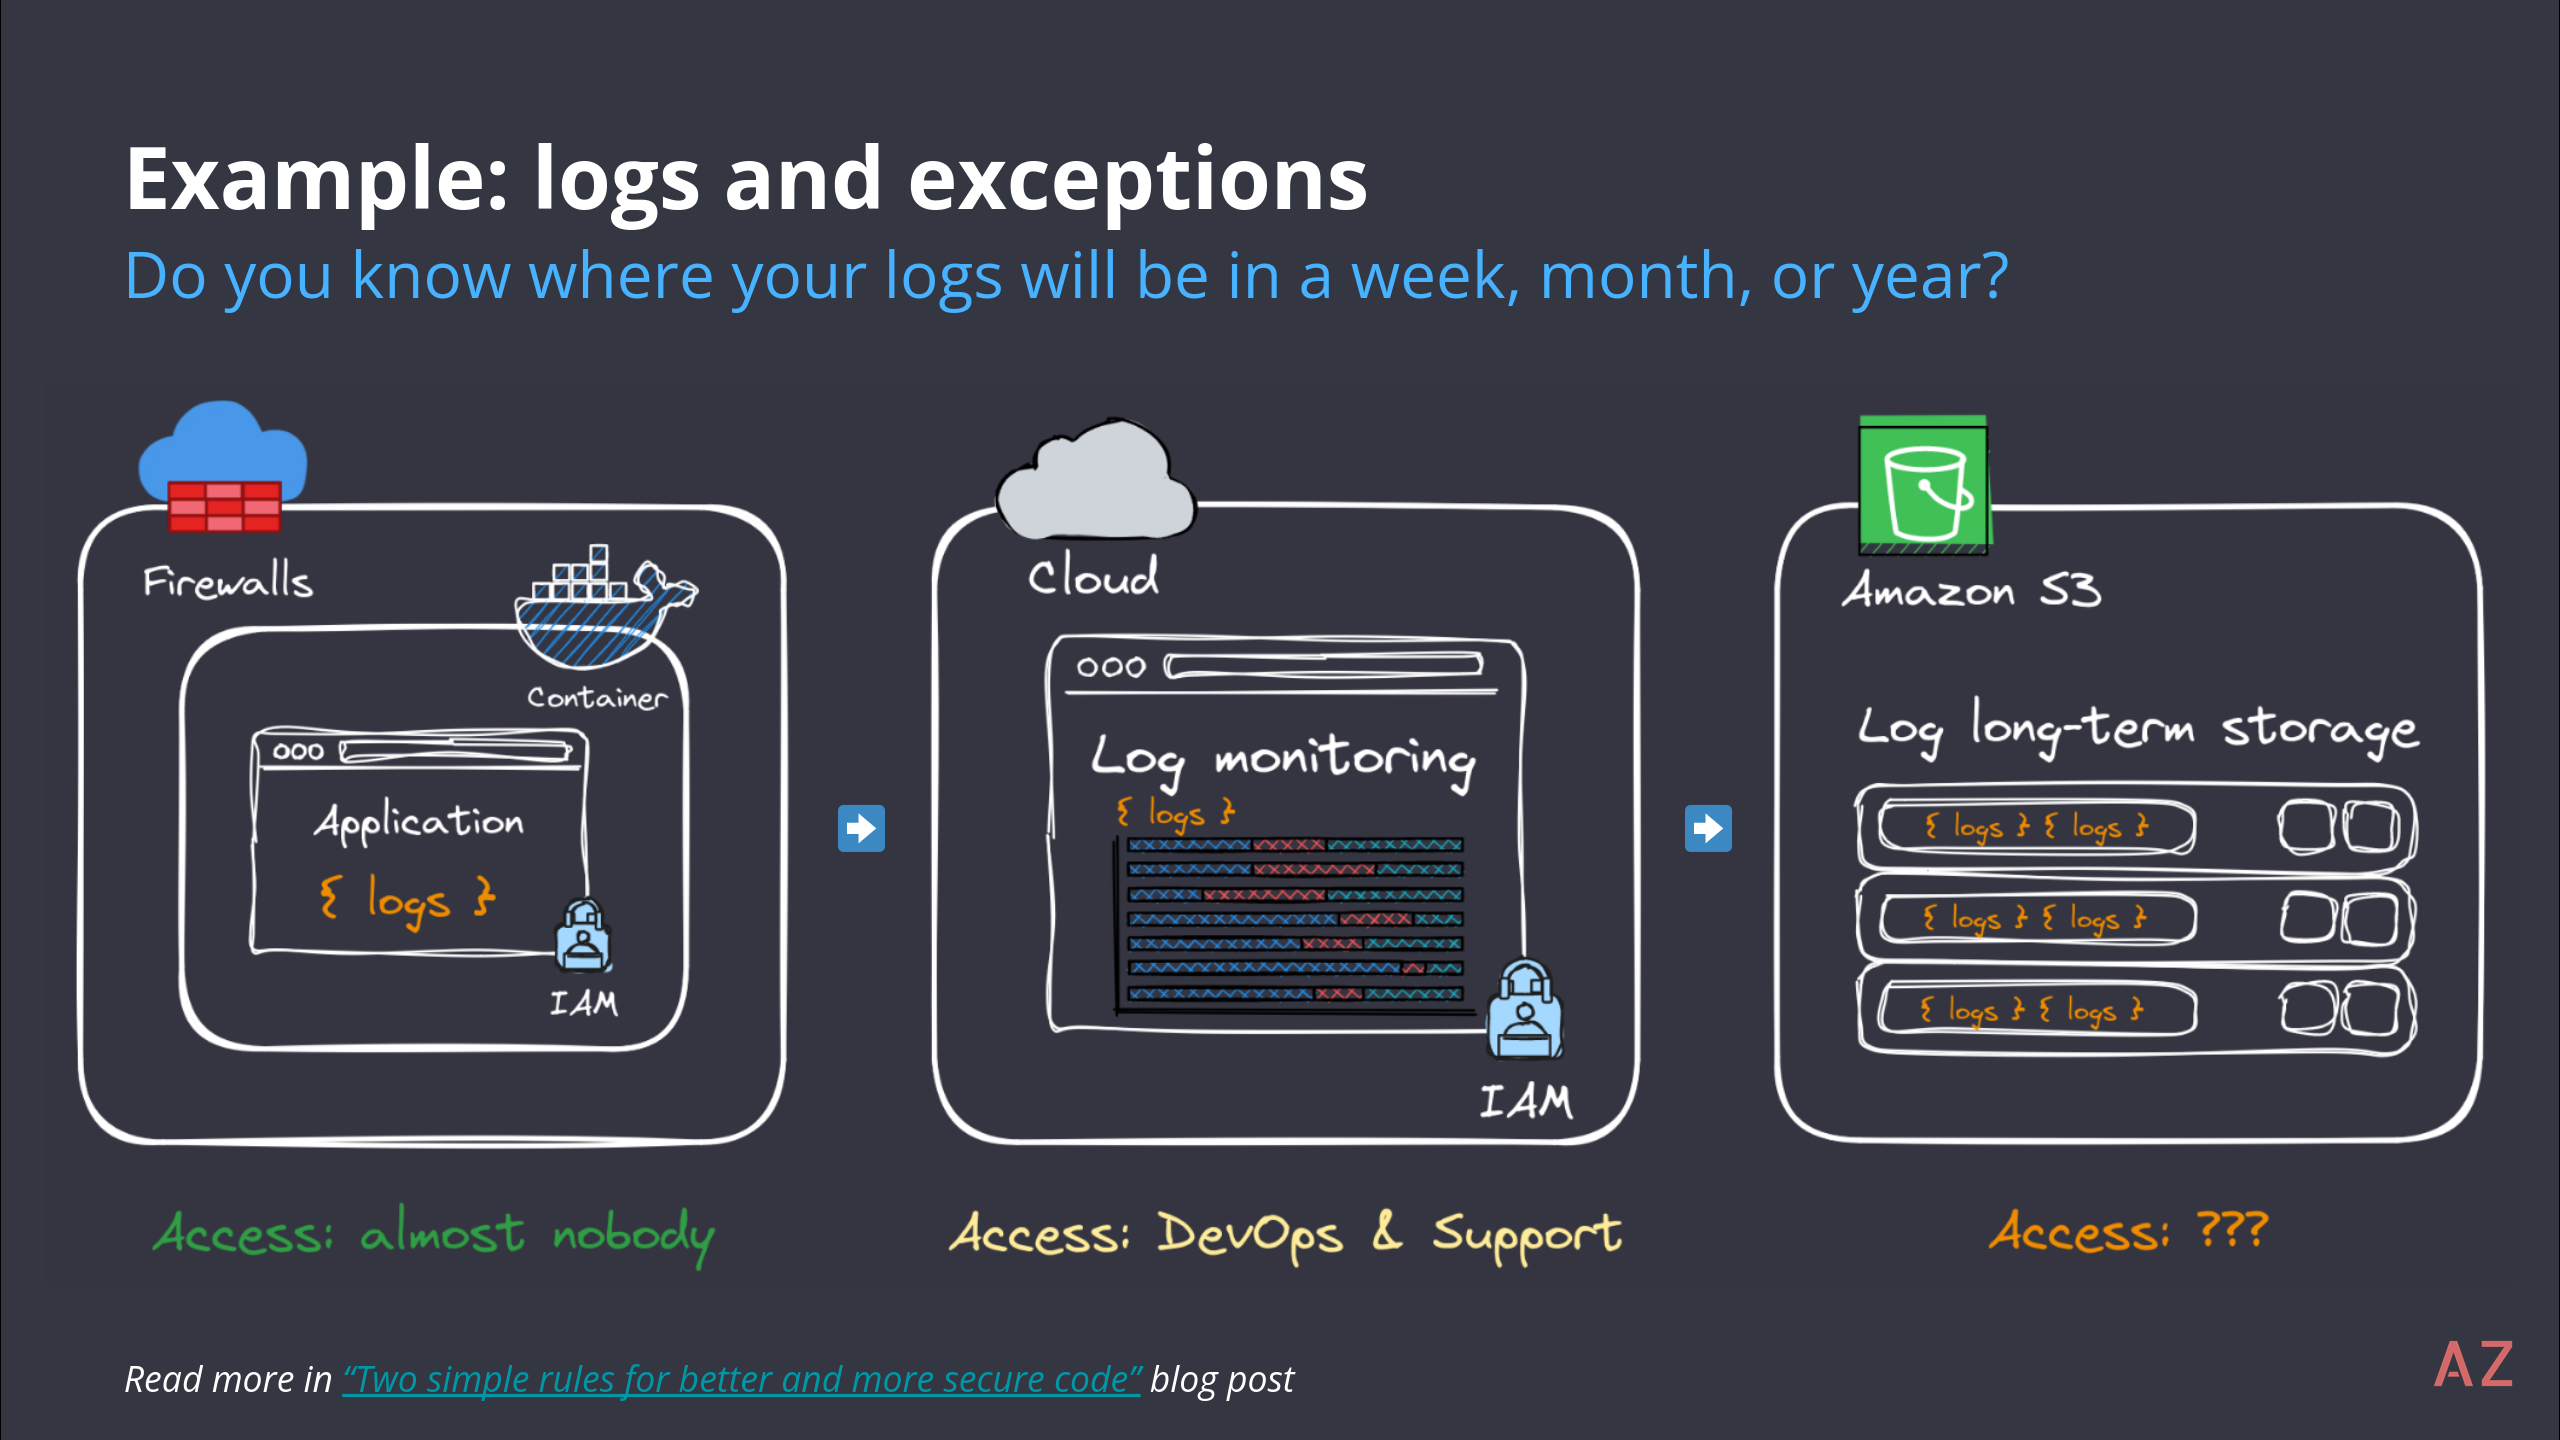 Example: logs and exceptions
Do you know where your logs will be in a week, month, or year?
Firewalls
Container
Application
{ logs }
IAM
Access: almost nobody
Cloud
Log monitoring
{ logs }
IAM
Access: DevOps & Support
Amazon S3
Log long-term storage
{ logs } { logs }
{ logs } { logs }
{ logs } { logs }
Access: ???
Read more in “Two simple rules for better and more secure code” blog post
AZ